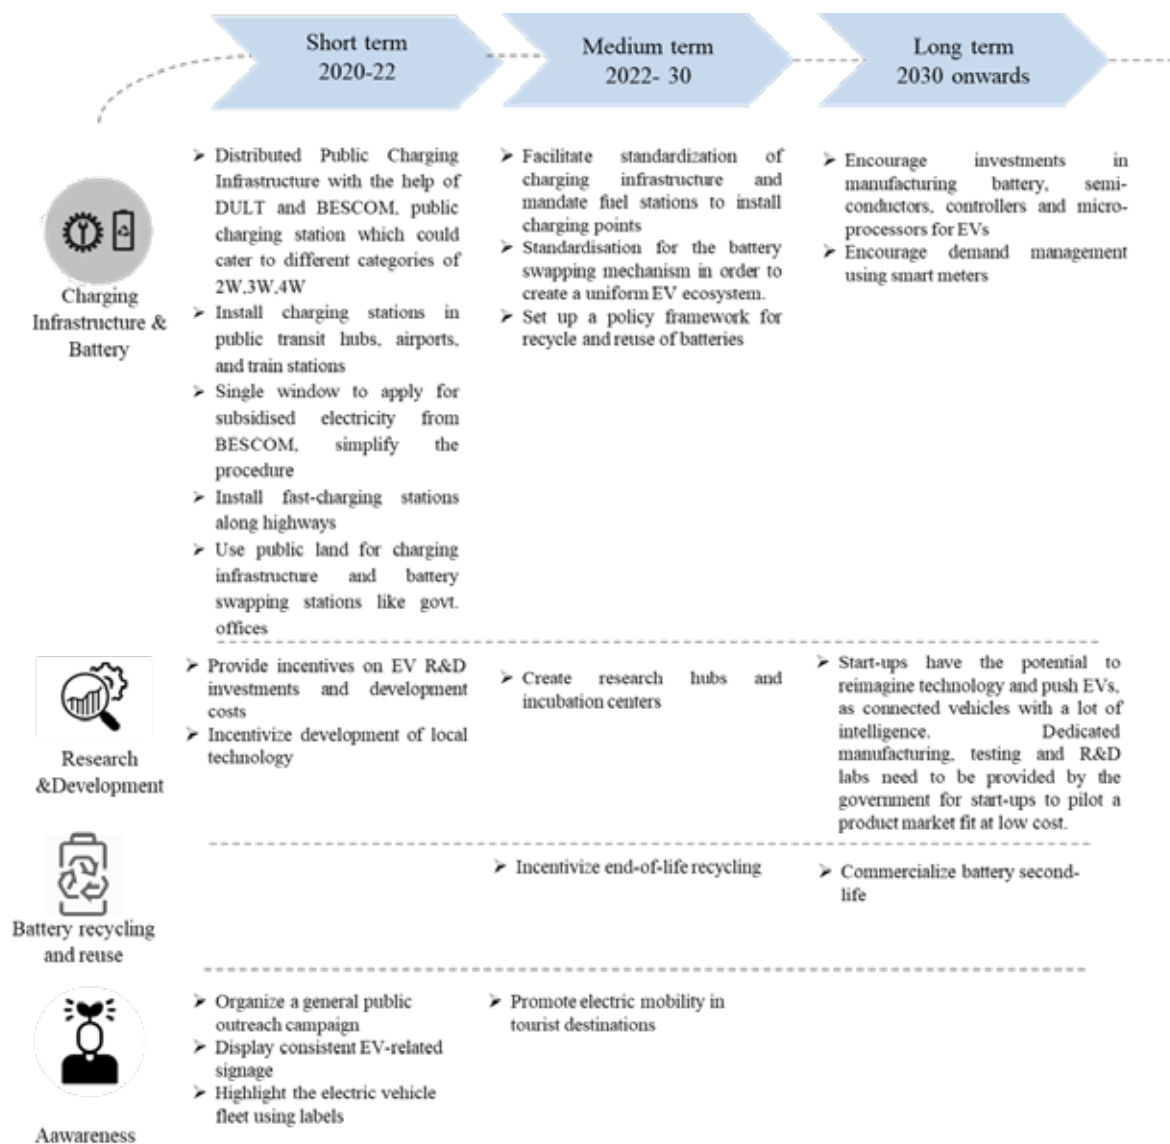 Short term
2020-22
Medium term
2022- 30
Long term
2030 onwards
Charging
Infrastructure &
Battery
➢ Distributed Public Charging
Infrastructure with the help of
DULT and BESCOM, public
charging station which could
cater to different categories of
2W,3W,4W
➢ Install charging stations in
public transit hubs, airports,
and train stations
➢ Single window to apply for
subsidised electricity from
BESCOM, simplify the
procedure
➢ Install fast-charging stations
along highways
➢ Use public land for charging
infrastructure and battery
swapping stations like govt.
offices
➢ Facilitate standardization of
charging infrastructure and
mandate fuel stations to install
charging points
➢ Standardisation for the battery
swapping mechanism in order to
create a uniform EV ecosystem.
➢ Set up a policy framework for
recycle and reuse of batteries
➢ Encourage investments in
manufacturing battery, semi-
conductors, controllers and micro-
processors for EVs
➢ Encourage demand management
using smart meters
Research
&Development
➢ Provide incentives on EV R&D
investments and development
costs
➢ Incentivize development of local
technology
➢ Create research hubs and
incubation centers
➢ Start-ups have the potential to
reimagine technology and push EVs,
as connected vehicles with a lot of
intelligence. Dedicated
manufacturing, testing and R&D
labs need to be provided by the
government for start-ups to pilot a
product market fit at low cost.
Battery recycling
and reuse
➢ Incentivize end-of-life recycling
➢ Commercialize battery second-
life
Aawareness
➢ Organize a general public
outreach campaign
➢ Display consistent EV-related
signage
➢ Highlight the electric vehicle
fleet using labels
➢ Promote electric mobility in
tourist destinations